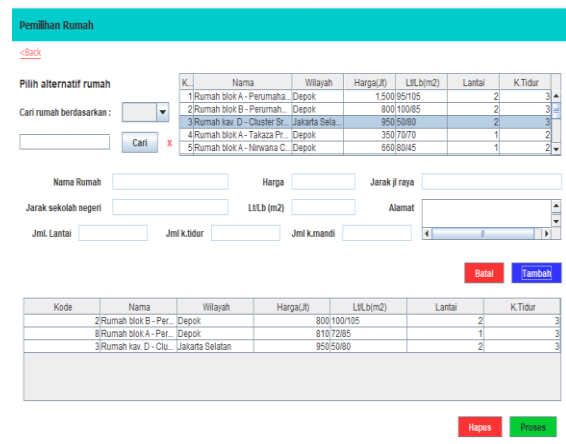 Pemilihan Rumah
<Back
Pilih alternatif rumah
Cari rumah berdasarkan :
Cari X
K... Nama Wilayah Harga(Jt) Lt/Lb(m2) Lantai K.Tidur
1 Rumah blok A - Perumaha... Depok 1,500 95/105 2 3
2 Rumah blok B - Perumah... Depok 800 100/85 2 3
3 Rumah kav. D - Cluster Sr... Jakarta Sela... 950 50/80 2 3
4 Rumah blok A - Takaza Pr... Depok 350 70/70 1 2
5 Rumah blok A - Nirwana C... Depok 660 80/45 1 2
Nama Rumah Harga Jarak jl raya
Jarak sekolah negeri Lt/Lb (m2) Alamat
Jml. Lantai Jml k.tidur Jml k.mandi
Batal Tambah
Kode Nama Wilayah Harga(Jt) Lt/Lb(m2) Lantai K.Tidur
2 Rumah blok B - Per... Depok 800 100/105 2 3
8 Rumah blok A - Per... Depok 810 72/85 1 3
3 Rumah kav. D - Clu... Jakarta Selatan 950 50/80 2 3
Hapus Proses